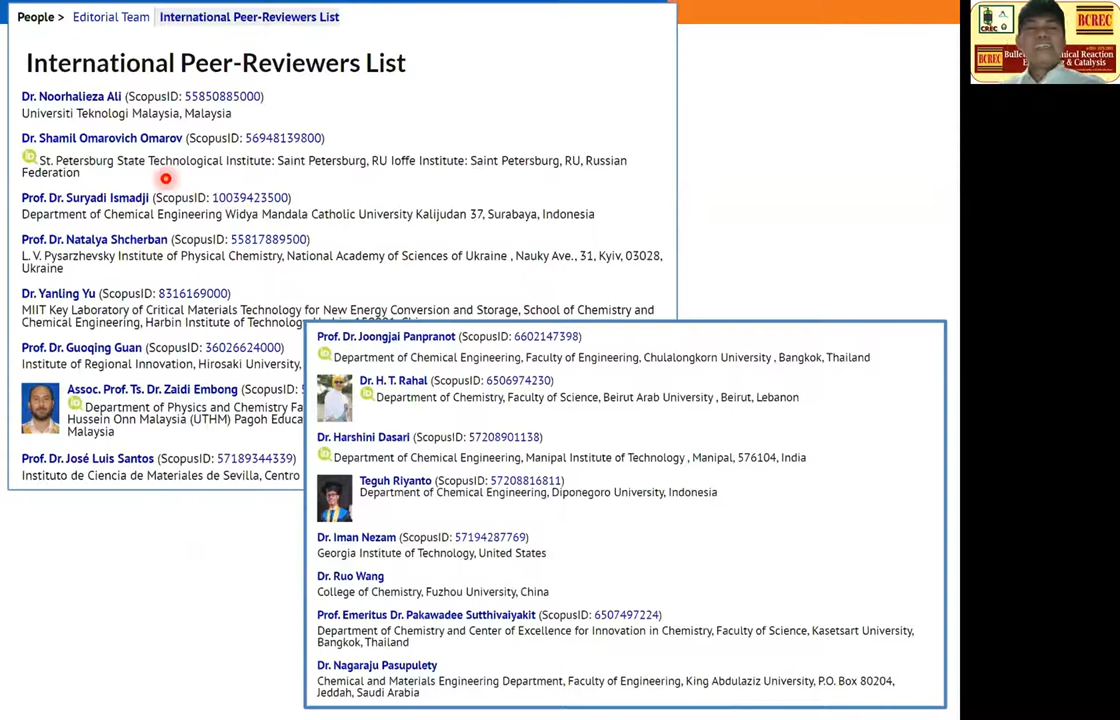 People > Editorial Team International Peer-Reviewers List
International Peer-Reviewers List
Dr. Noorhalieza Ali (ScopusID: 55850885000)
Universiti Teknologi Malaysia, Malaysia
Dr. Shamil Omarovich Omarov (ScopusID: 56948139800)
iD St. Petersburg State Technological Institute: Saint Petersburg, RU Ioffe Institute: Saint Petersburg, RU, Russian
Federation
Prof. Dr. Suryadi Ismadji (ScopusID: 10039423500)
Department of Chemical Engineering Widya Mandala Catholic University Kalijudan 37, Surabaya, Indonesia
Prof. Dr. Natalya Shcherban (ScopusID: 55817889500)
L. V. Pysarzhevsky Institute of Physical Chemistry, National Academy of Sciences of Ukraine , Nauky Ave., 31, Kyiv, 03028,
Ukraine
Dr. Yanling Yu (ScopusID: 8316169000)
MIIT Key Laboratory of Critical Materials Technology for New Energy Conversion and Storage, School of Chemistry and
Chemical Engineering, Harbin Institute of Technology
Prof. Dr. Guoqing Guan (ScopusID: 36026624000)
Institute of Regional Innovation, Hirosaki University,
Assoc. Prof. Ts. Dr. Zaidi Embong (ScopusID:
iD Department of Physics and Chemistry Fa
Hussein Onn Malaysia (UTHM) Pagoh Educa
Malaysia
Prof. Dr. José Luis Santos (ScopusID: 57189344339)
Instituto de Ciencia de Materiales de Sevilla, Centro
Prof. Dr. Joongjai Panpranot (ScopusID: 6602147398)
iD Department of Chemical Engineering, Faculty of Engineering, Chulalongkorn University , Bangkok, Thailand
Dr. H. T. Rahal (ScopusID: 6506974230)
iD Department of Chemistry, Faculty of Science, Beirut Arab University , Beirut, Lebanon
Dr. Harshini Dasari (ScopusID: 57208901138)
iD Department of Chemical Engineering, Manipal Institute of Technology , Manipal, 576104, India
Teguh Riyanto (ScopusID: 57208816811)
Department of Chemical Engineering, Diponegoro University, Indonesia
Dr. Iman Nezam (ScopusID: 57194287769)
Georgia Institute of Technology, United States
Dr. Ruo Wang
College of Chemistry, Fuzhou University, China
Prof. Emeritus Dr. Pakawadee Sutthivaiyakit (ScopusID: 6507497224)
Department of Chemistry and Center of Excellence for Innovation in Chemistry, Faculty of Science, Kasetsart University,
Bangkok, Thailand
Dr. Nagaraju Pasupulety
Chemical and Materials Engineering Department, Faculty of Engineering, King Abdulaziz University, P.O. Box 80204,
Jeddah, Saudi Arabia
CREC
BCREC
BCREC